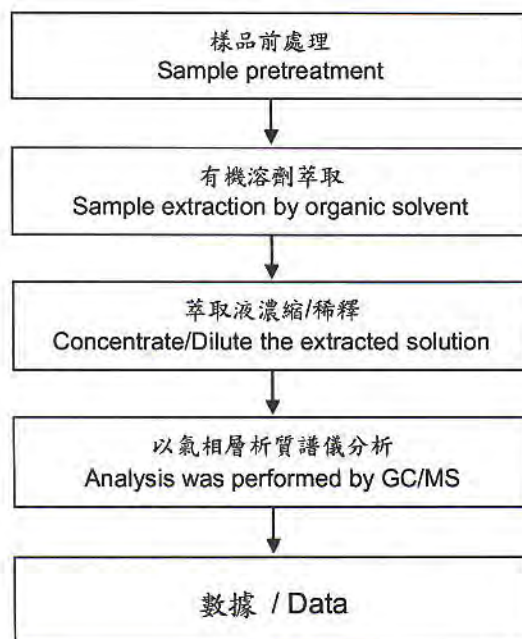 樣品前處理
Sample pretreatment
有機溶劑萃取
Sample extraction by organic solvent
萃取液濃縮/稀釋
Concentrate/Dilute the extracted solution
以氣相層析質譜儀分析
Analysis was performed by GC/MS
數據 / Data